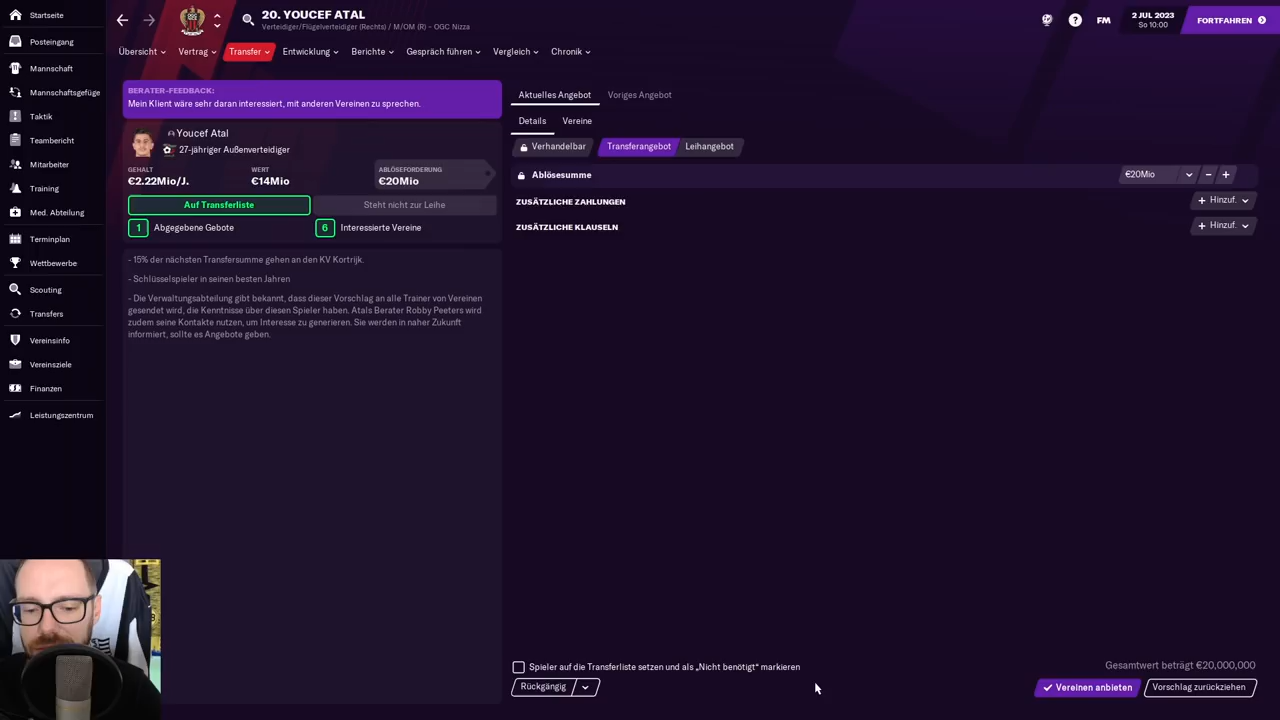 Startseite
Posteingang
Mannschaft
Mannschaftsgefüge
Taktik
Teambericht
Mitarbeiter
Training
Med. Abteilung
Terminplan
Wettbewerbe
Scouting
Transfers
Vereinsinfo
Vereinsziele
Finanzen
Leistungszentrum
20. YOUCEF ATAL
Verteidiger/Flügelverteidiger (Rechts) / M/OM (R) - OGC Nizza
FM
2 JUL 2023
So 10:00
FORTFAHREN
Übersicht
Vertrag
Transfer
Entwicklung
Berichte
Gespräch führen
Vergleich
Chronik
BERATER-FEEDBACK:
Mein Klient wäre sehr daran interessiert, mit anderen Vereinen zu sprechen.
Youcef Atal
27-jähriger Außenverteidiger
GEHALT
€2.22Mio/J.
WERT
€14Mio
ABLÖSEFORDERUNG
€20Mio
Auf Transferliste
Steht nicht zur Leihe
1 Abgegebene Gebote
6 Interessierte Vereine
- 15% der nächsten Transfersumme gehen an den KV Kortrijk.
- Schlüsselspieler in seinen besten Jahren
- Die Verwaltungsabteilung gibt bekannt, dass dieser Vorschlag an alle Trainer von Vereinen
gesendet wird, die Kenntnisse über diesen Spieler haben. Atals Berater Robby Peeters wird
zudem seine Kontakte nutzen, um Interesse zu generieren. Sie werden in naher Zukunft
informiert, sollte es Angebote geben.
Aktuelles Angebot
Voriges Angebot
Details
Vereine
Verhandelbar
Transferangebot
Leihangebot
Ablösesumme
€20Mio
ZUSÄTZLICHE ZAHLUNGEN
+ Hinzuf.
ZUSÄTZLICHE KLAUSELN
+ Hinzuf.
Spieler auf die Transferliste setzen und als „Nicht benötigt“ markieren
Gesamtwert beträgt €20,000,000
Rückgängig
Vereinen anbieten
Vorschlag zurückziehen